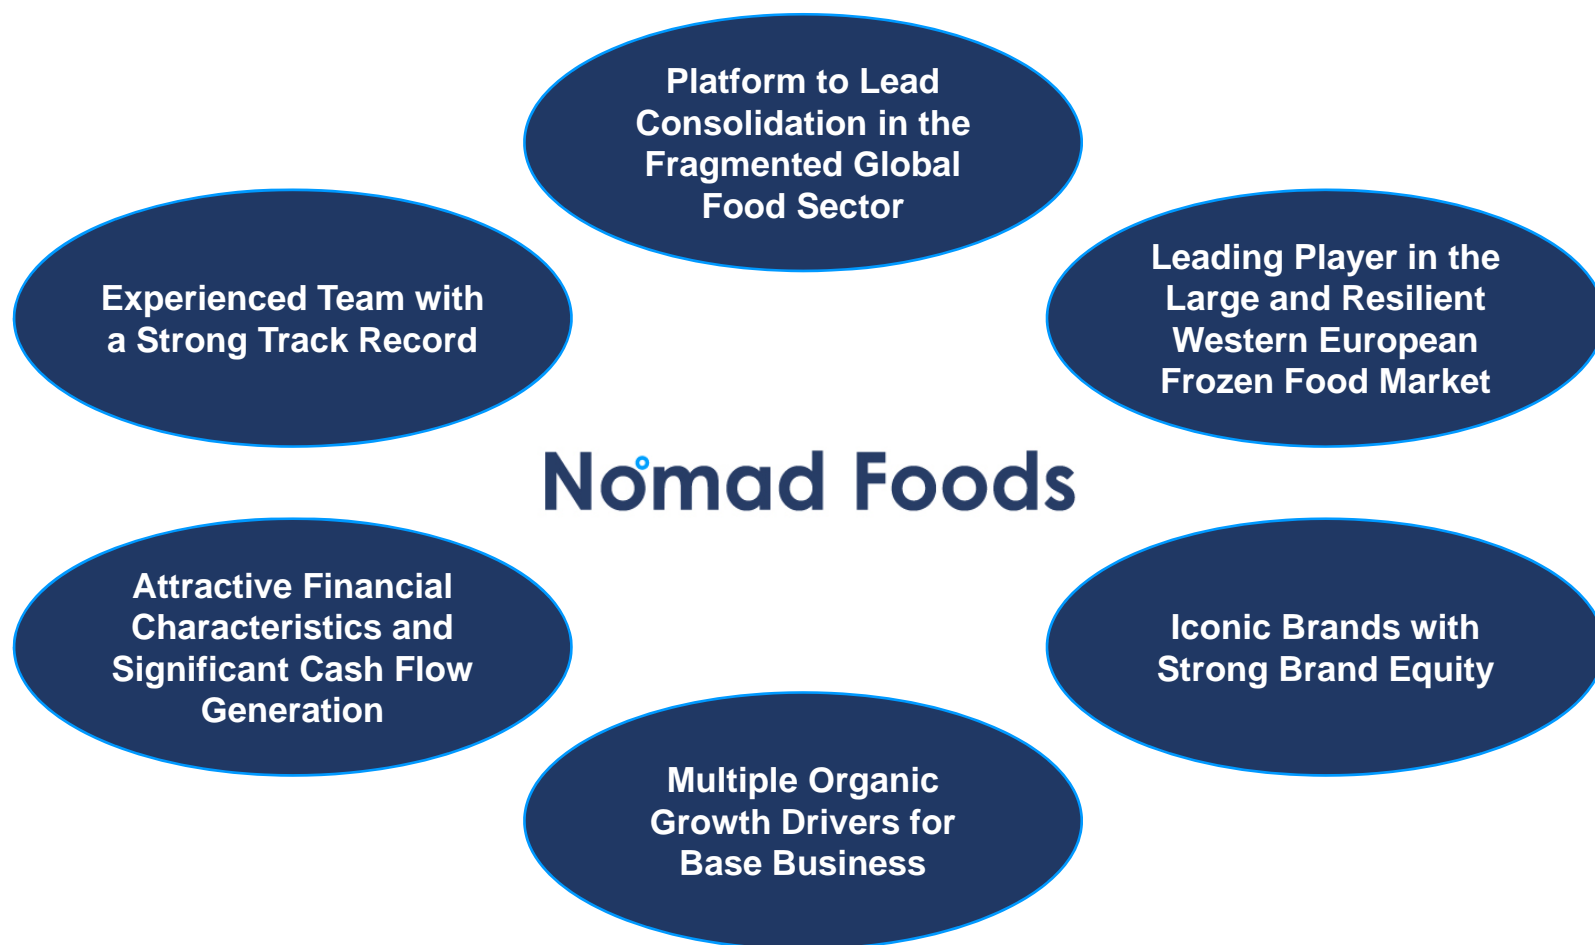 Platform to Lead
Consolidation in the
Fragmented Global
Food Sector
Leading Player in the
Large and Resilient
Western European
Frozen Food Market
Experienced Team with
a Strong Track Record
Nomad Foods
Attractive Financial
Characteristics and
Significant Cash Flow
Generation
Iconic Brands with
Strong Brand Equity
Multiple Organic
Growth Drivers for
Base Business